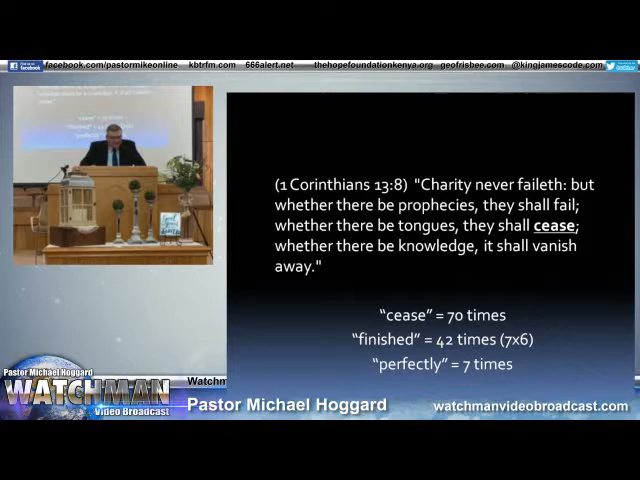 facebook.com/pastormikeonline kbtrfm.com 666alert.net thehopefoundationkenya.org geofrisbee.com @kingjamescode.com
(1 Corinthians 13:8) "Charity never faileth: but
whether there be prophecies, they shall fail;
whether there be tongues, they shall cease;
whether there be knowledge, it shall vanish
away."
“cease” = 70 times
“finished” = 42 times (7x6)
“perfectly” = 7 times
Pastor Michael Hoggard
WATCHMAN
Video Broadcast
Watchm
Pastor Michael Hoggard
watchmanvideobroadcast.com